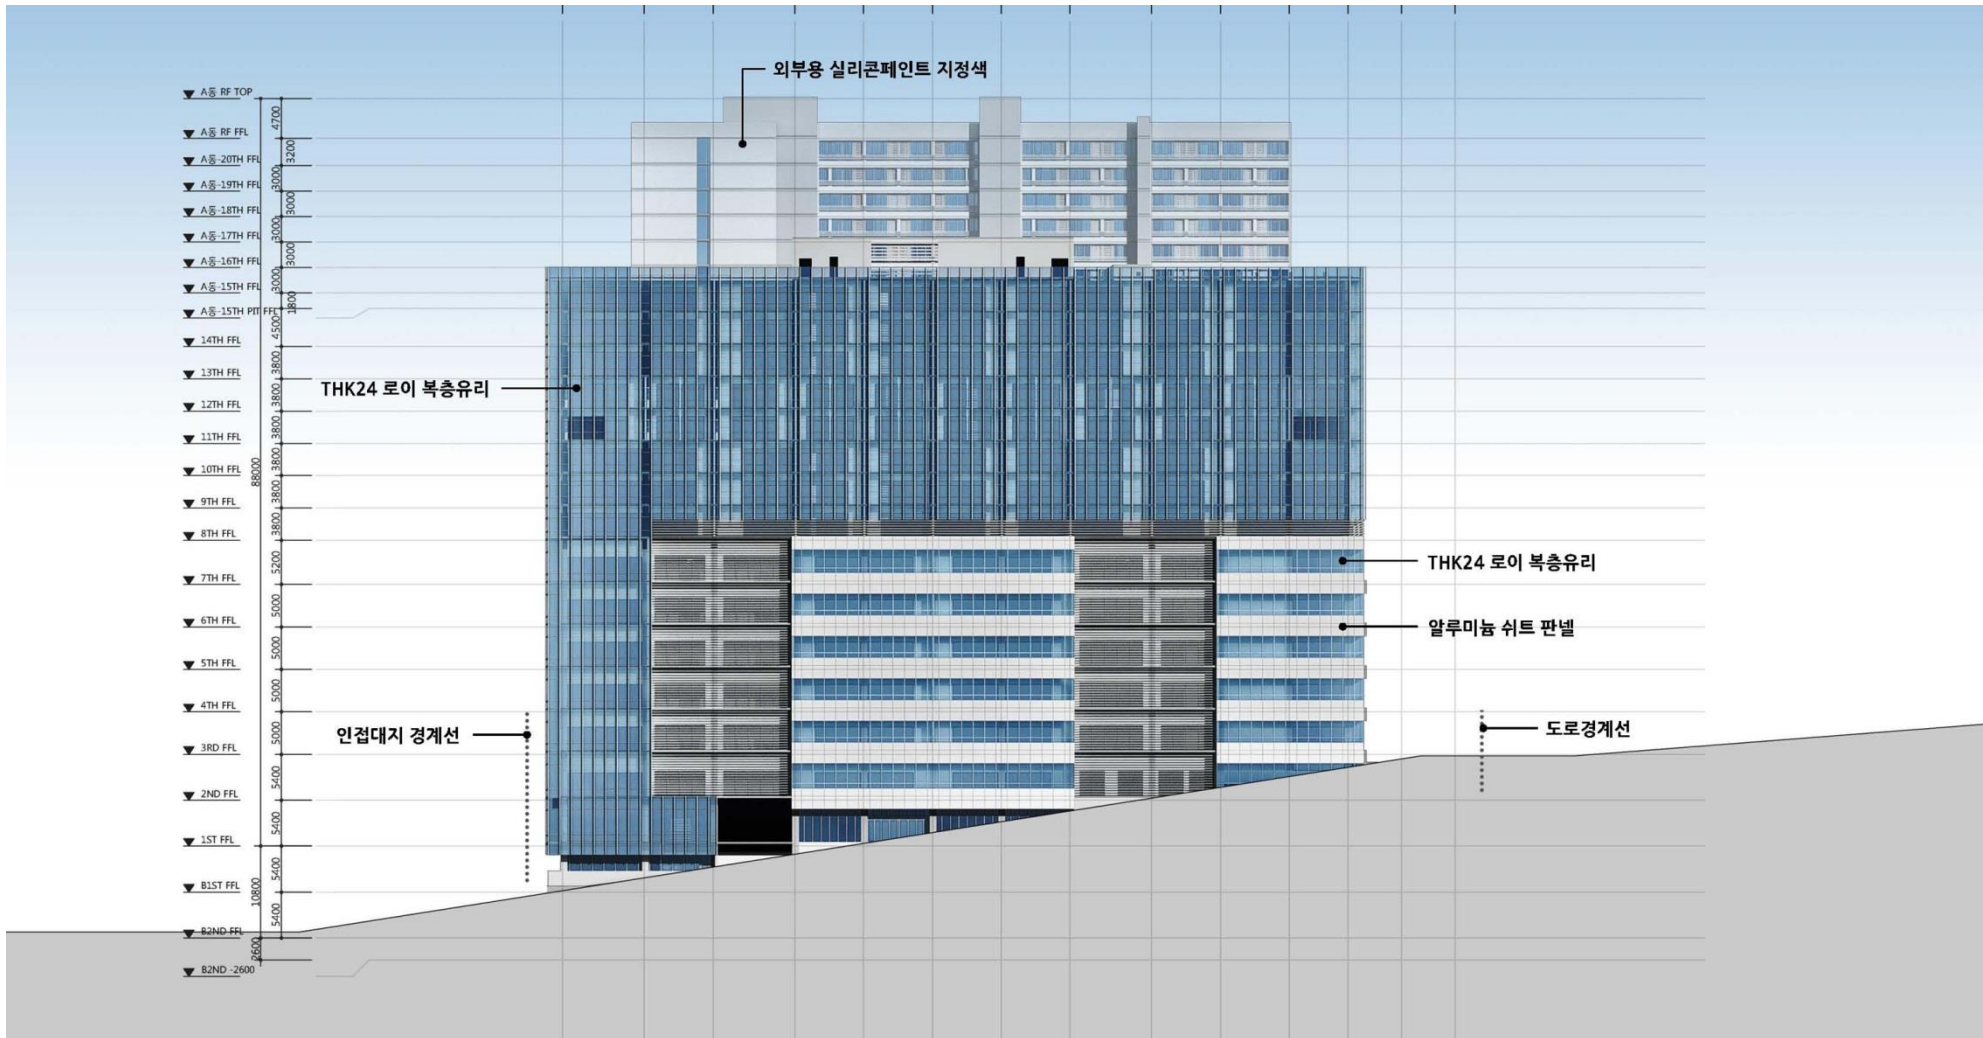 외부용 실리콘페인트 지정색
A동 RF TOP
4700
A동 RF FFL
3200
A동-20TH FFL
3000
A동-19TH FFL
3000
A동-18TH FFL
3000
A동-17TH FFL
3000
A동-16TH FFL
3000
A동-15TH FFL
1800
A동-15TH PIT FFL
4500
14TH FFL
3800
13TH FFL
THK24 로이 복층유리
3800
12TH FFL
3800
11TH FFL
3800
10TH FFL
88000
3800
9TH FFL
3800
8TH FFL
5200
THK24 로이 복층유리
7TH FFL
5000
6TH FFL
알루미늄 쉬트 판넬
5000
5TH FFL
5000
4TH FFL
5000
인접대지 경계선
도로경계선
3RD FFL
5400
2ND FFL
5400
1ST FFL
5400
B1ST FFL
10800
5400
B2ND FFL
2600
B2ND -2600